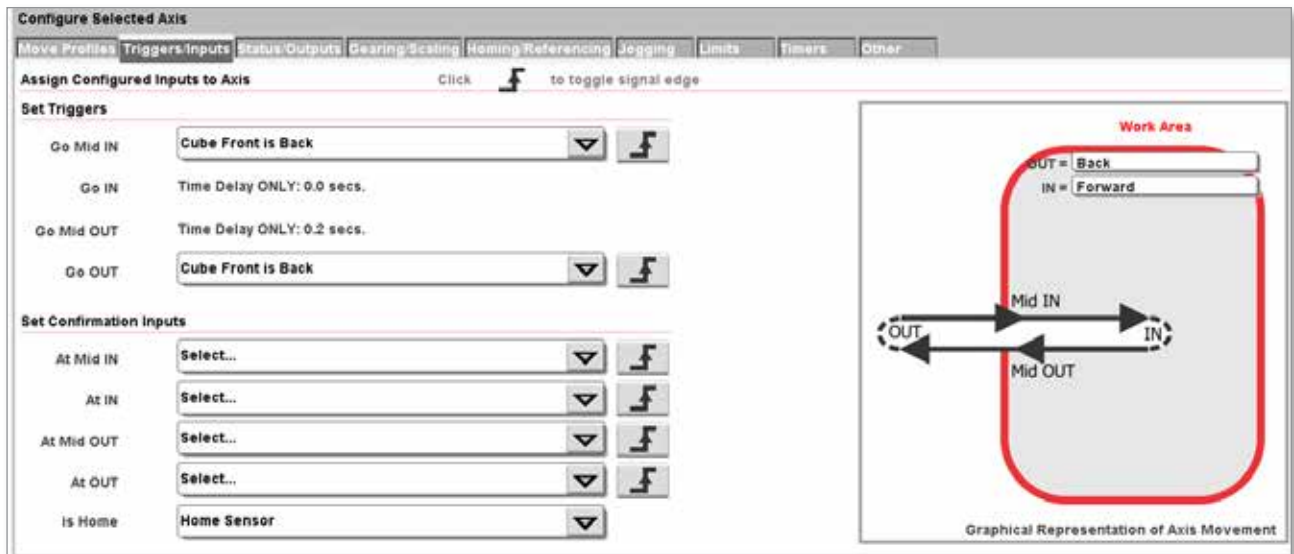 Configure Selected Axis
Move Profiles Triggers/Inputs Status/Outputs Gearing/Scaling Homing/Referencing Jogging Limits Timers Other
Assign Configured Inputs to Axis Click to toggle signal edge
Set Triggers
Go Mid IN Cube Front is Back
Go IN Time Delay ONLY: 0.0 secs.
Go Mid OUT Time Delay ONLY: 0.2 secs.
Go OUT Cube Front is Back
Set Confirmation Inputs
At Mid IN Select...
At IN Select...
At Mid OUT Select...
At OUT Select...
Is Home Home Sensor
Work Area
OUT = Back
IN = Forward
Mid IN
OUT IN
Mid OUT
Graphical Representation of Axis Movement